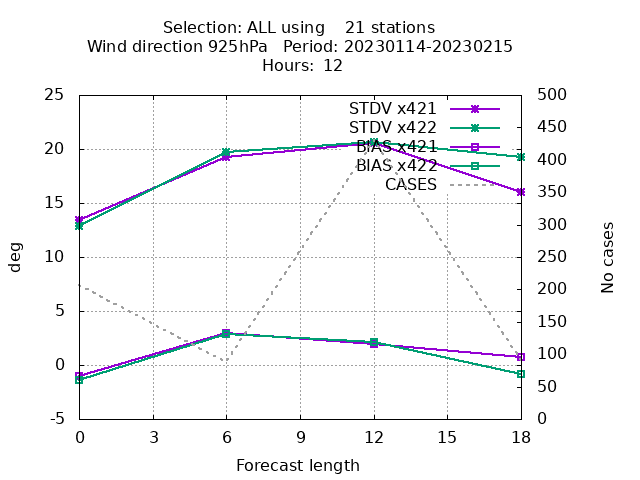 Selection: ALL using    21 stations
Wind direction 925hPa   Period: 20230114-20230215
Hours:  12
STDV x421
STDV x422
BIAS x421
BIAS x422
CASES
25
20
15
10
5
0
-5
deg
500
450
400
350
300
250
200
150
100
50
0
No cases
0 3 6 9 12 15 18
Forecast length